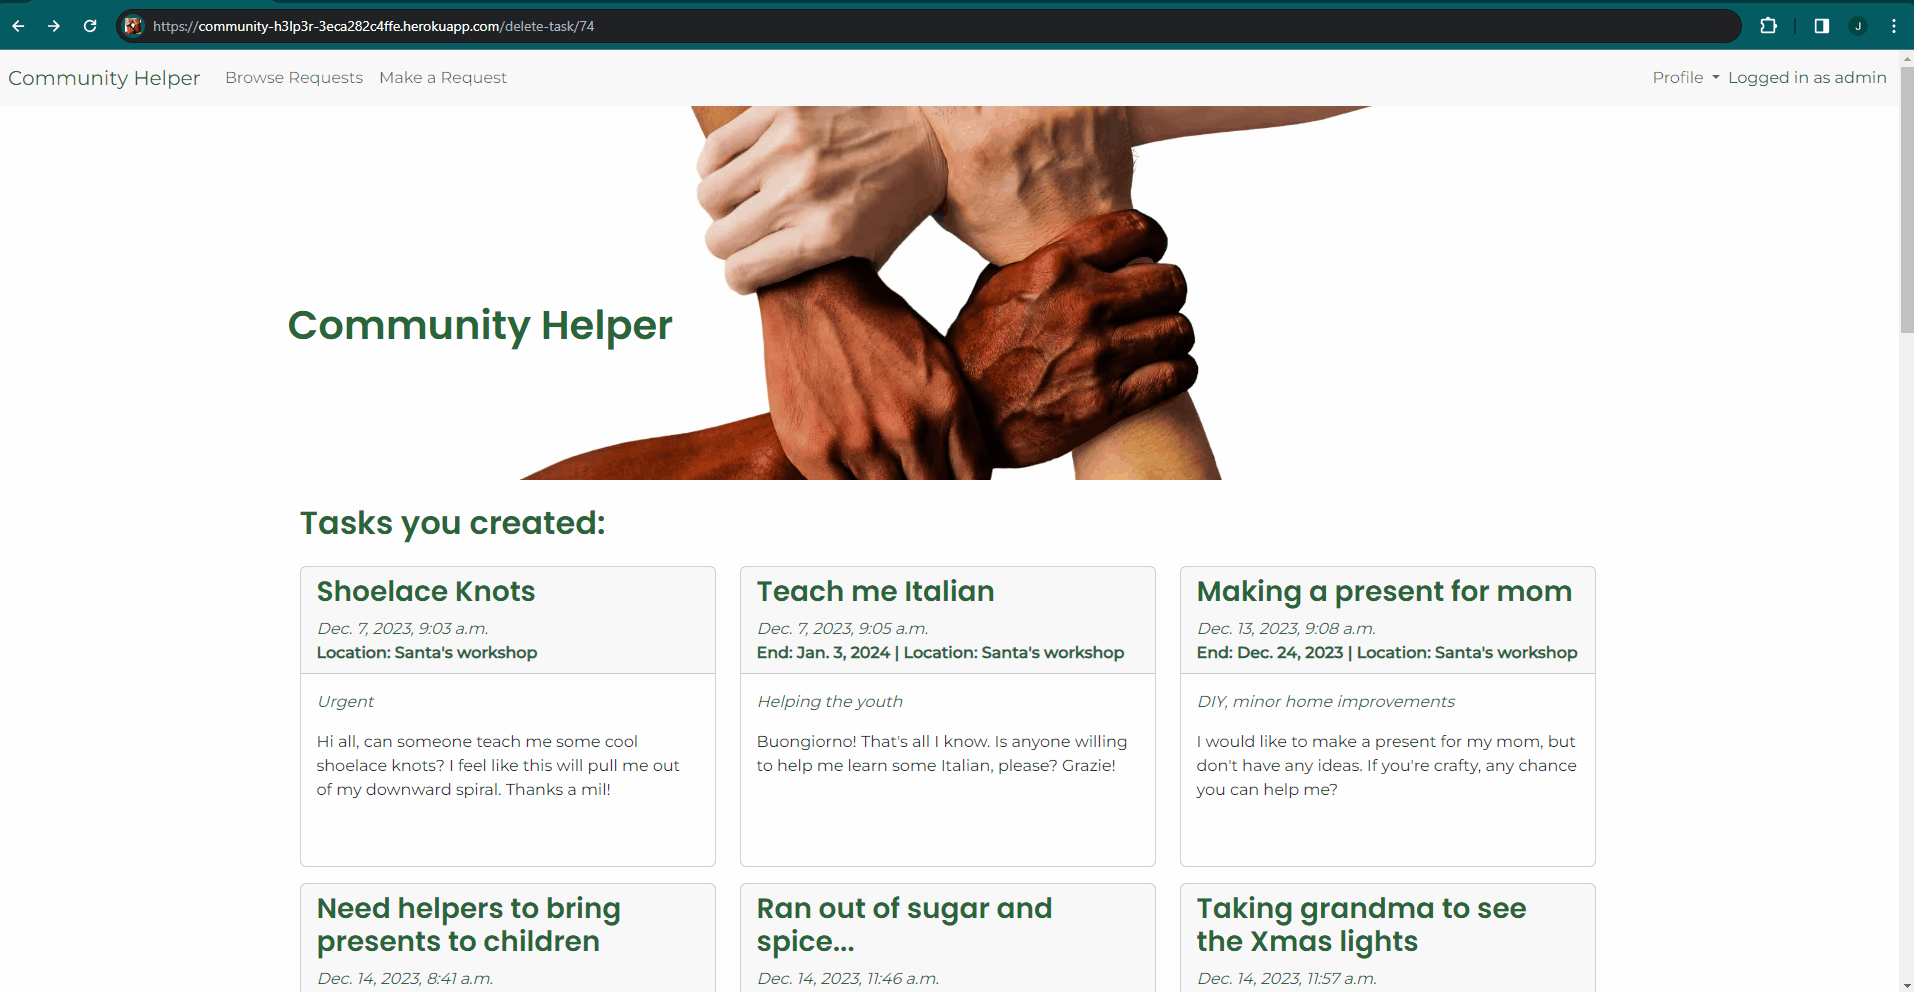 https://community-h3lp3r-3eca282c4ffe.herokuapp.com/delete-task/74
J
Community Helper Browse Requests Make a Request Profile Logged in as admin
Community Helper
Tasks you created:
Shoelace Knots
Dec. 7, 2023, 9:03 a.m.
Location: Santa's workshop
Urgent
Hi all, can someone teach me some cool
shoelace knots? I feel like this will pull me out
of my downward spiral. Thanks a mil!
Teach me Italian
Dec. 7, 2023, 9:05 a.m.
End: Jan. 3, 2024 | Location: Santa's workshop
Helping the youth
Buongiorno! That's all I know. Is anyone willing
to help me learn some Italian, please? Grazie!
Making a present for mom
Dec. 13, 2023, 9:08 a.m.
End: Dec. 24, 2023 | Location: Santa's workshop
DIY, minor home improvements
I would like to make a present for my mom, but
don't have any ideas. If you're crafty, any chance
you can help me?
Need helpers to bring
presents to children
Dec. 14, 2023, 8:41 a.m.
Ran out of sugar and
spice...
Dec. 14, 2023, 11:46 a.m.
Taking grandma to see
the Xmas lights
Dec. 14, 2023, 11:57 a.m.